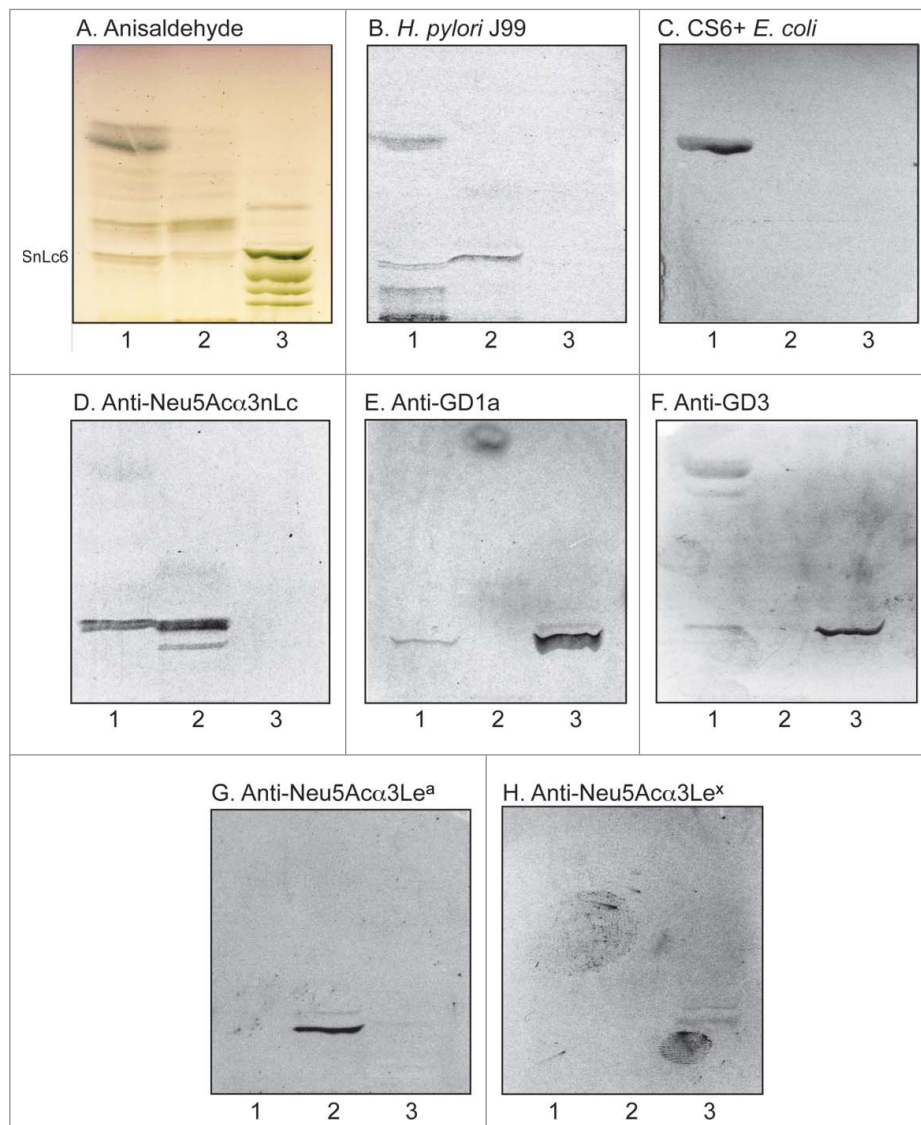 A. Anisaldehyde
B. H. pylori J99
C. CS6+ E. coli
SnLc6
1 2 3
1 2 3
1 2 3
D. Anti-Neu5Acα3nLc
E. Anti-GD1a
F. Anti-GD3
1 2 3
1 2 3
1 2 3
G. Anti-Neu5Acα3Leᵃ
H. Anti-Neu5Acα3Leˣ
1 2 3
1 2 3